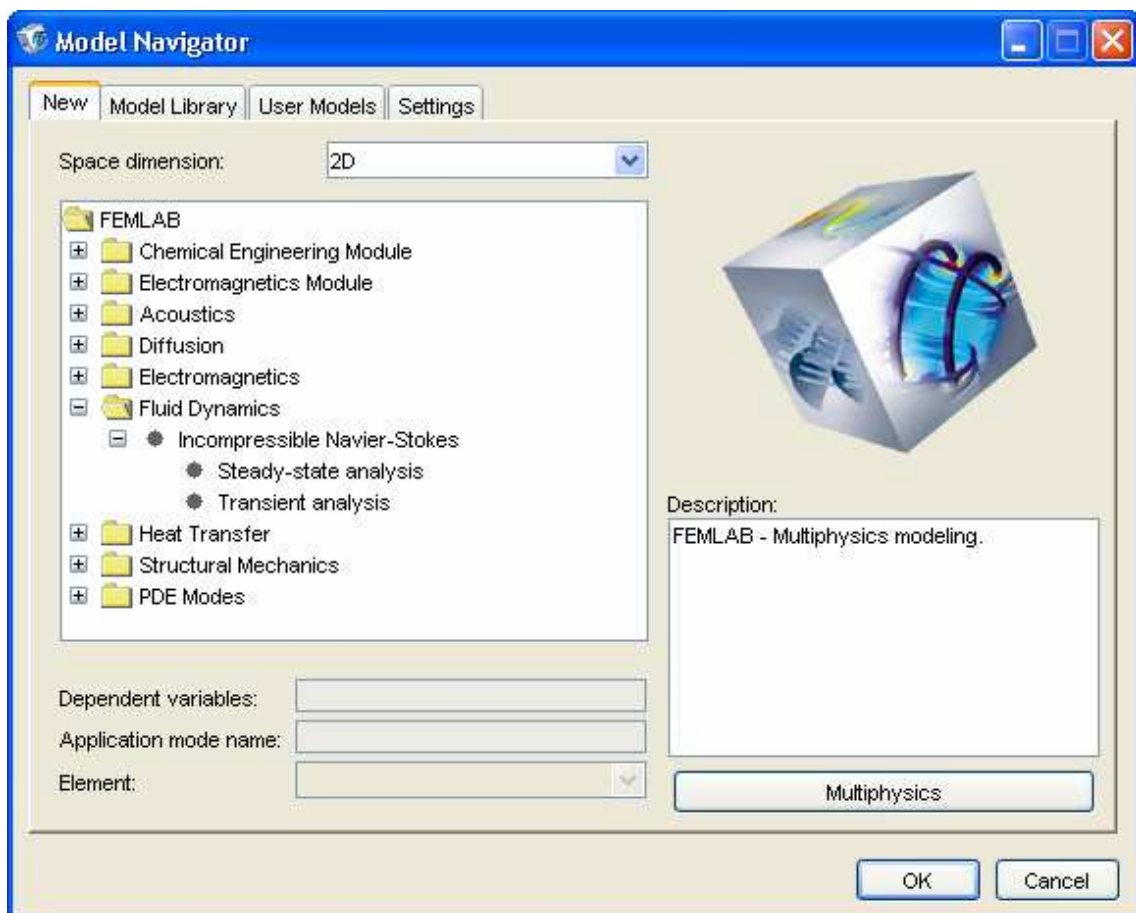 Model Navigator
New Model Library User Models Settings
Space dimension: 2D
FEMLAB
Chemical Engineering Module
Electromagnetics Module
Acoustics
Diffusion
Electromagnetics
Fluid Dynamics
Incompressible Navier-Stokes
Steady-state analysis
Transient analysis
Heat Transfer
Structural Mechanics
PDE Modes
Description:
FEMLAB - Multiphysics modeling.
Dependent variables:
Application mode name:
Element:
Multiphysics
OK Cancel